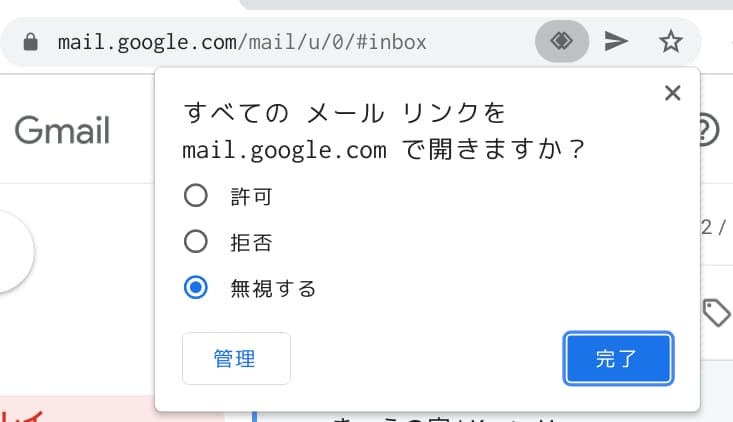 mail.google.com/mail/u/0/#inbox
すべての メール リンクを
mail.google.com で開きますか？
Gmail
許可
拒否
2 /
無視する
管理
完了